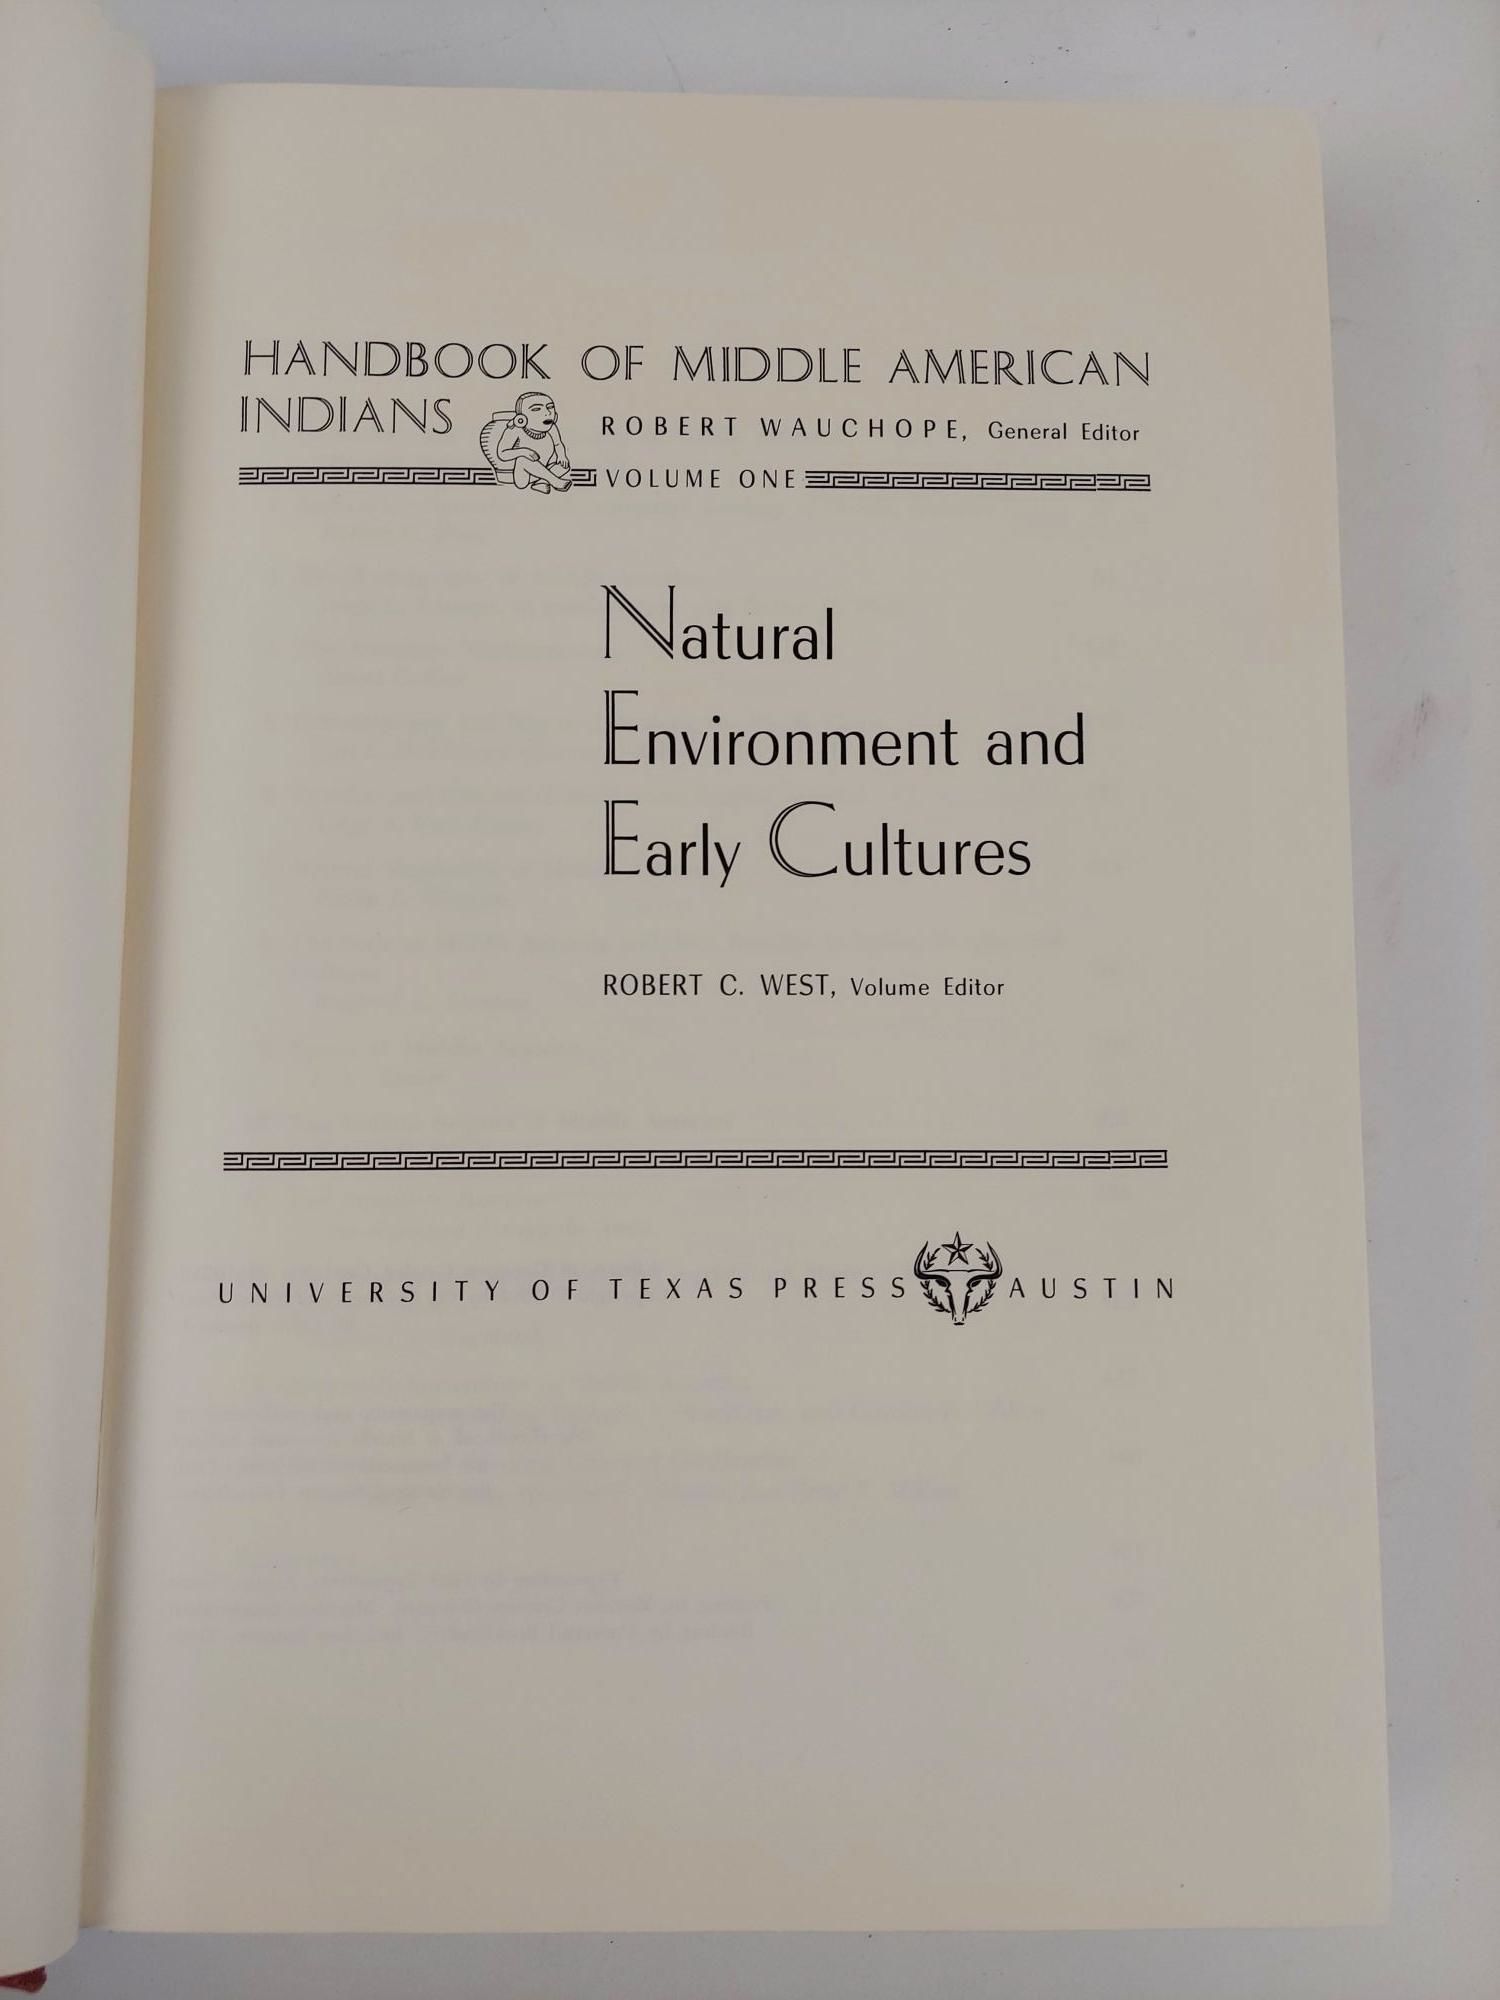 HANDBOOK OF MIDDLE AMERICAN
INDIANS ROBERT WAUCHOPE, General Editor
VOLUME ONE
Natural
Environment and
Early Cultures
ROBERT C. WEST, Volume Editor
UNIVERSITY OF TEXAS PRESS AUSTIN